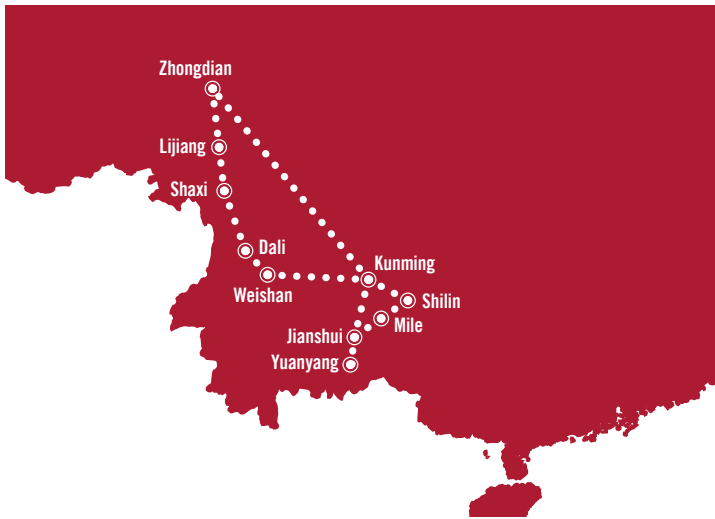 Zhongdian
Lijiang
Shaxi
Dali
Weishan
Kunming
Shilin
Mile
Jianshui
Yuanyang